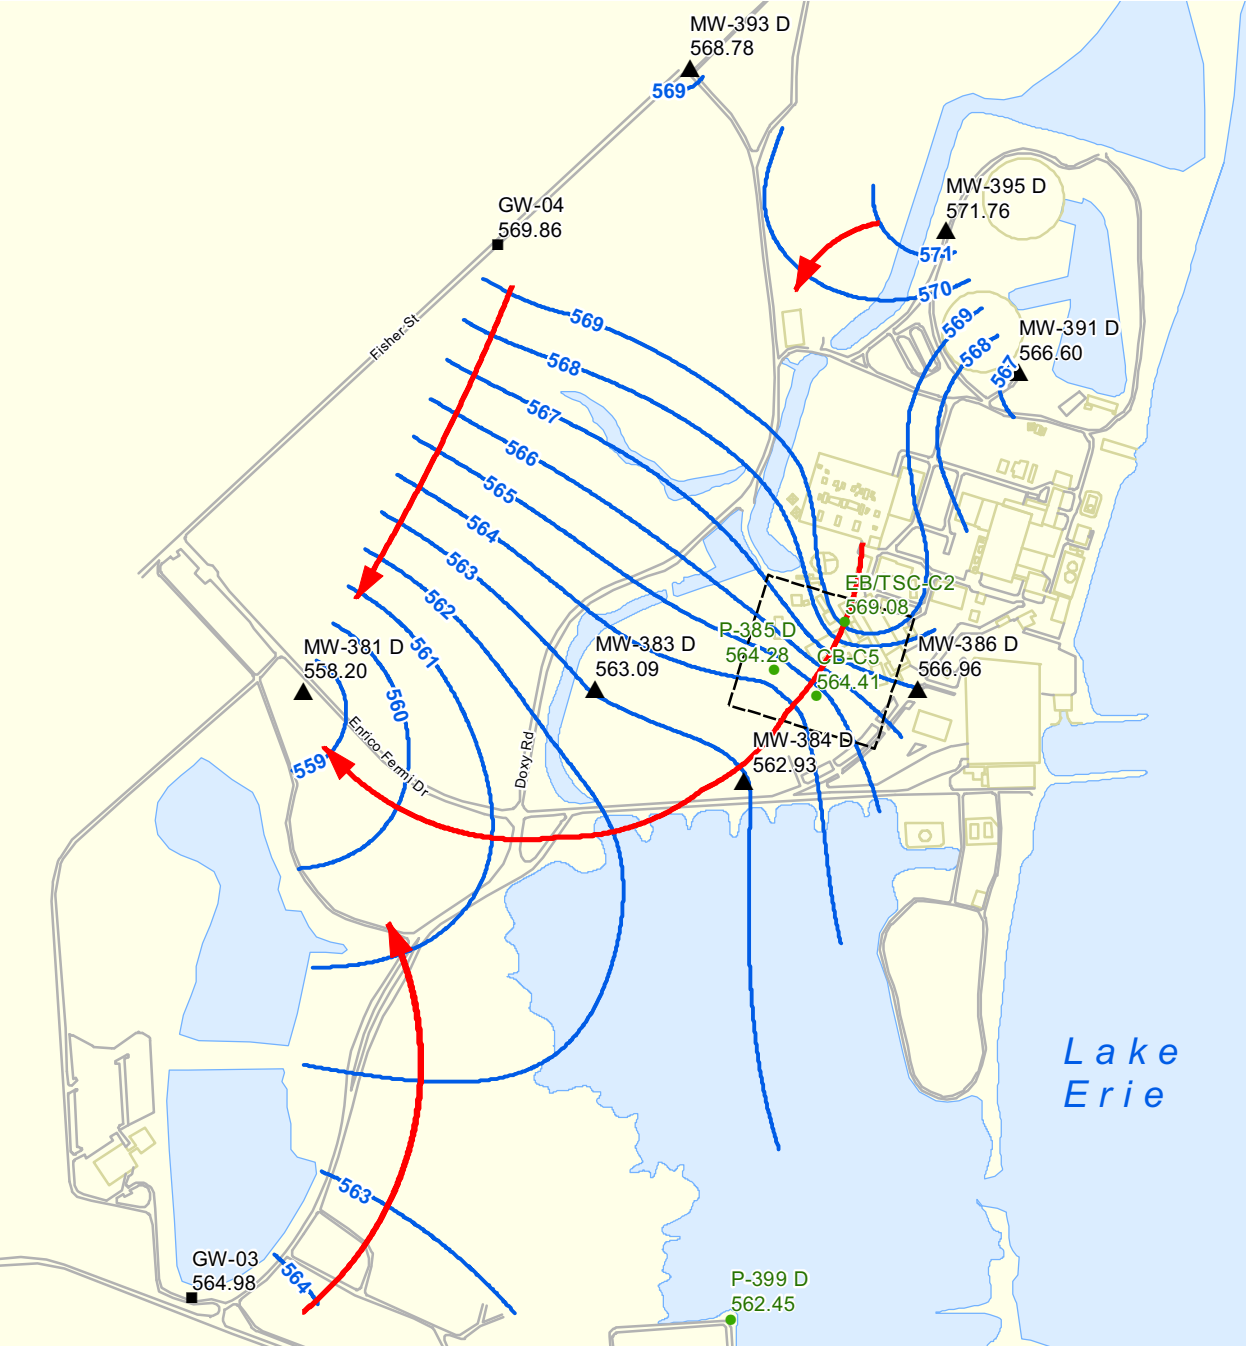 MW-393 D
568.78
569
GW-04
569.86
MW-395 D
571.76
571
570
569
568
567
MW-391 D
566.60
Fisher St
569
568
567
566
565
564
563
562
561
560
559
EB/TSC-C2
569.08
P-385 D
564.28
CB-C5
564.41
MW-381 D
558.20
MW-383 D
563.09
MW-386 D
566.96
MW-384 D
562.93
Enrico Fermi Dr
Doxy Rd
Lake
Erie
563
564
GW-03
564.98
P-399 D
562.45